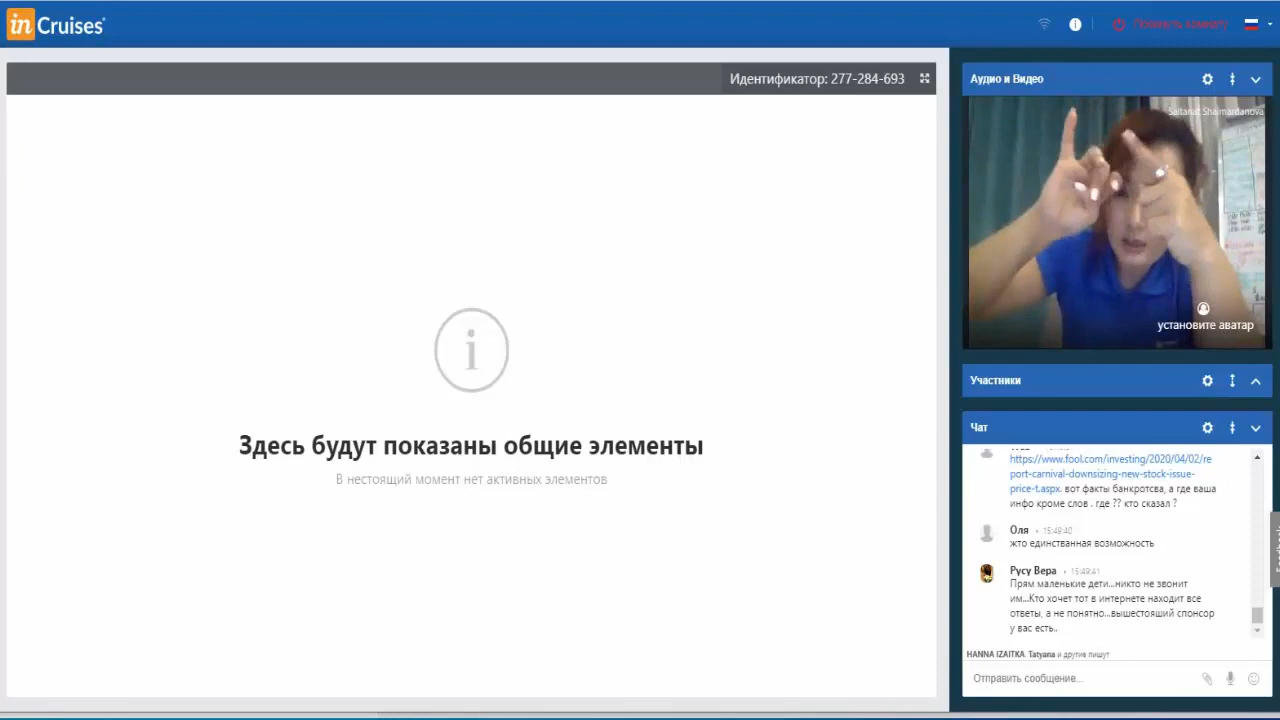 in Cruises®
Покинуть комнату
Идентификатор: 277-284-693
Здесь будут показаны общие элементы
В настоящий момент нет активных элементов
Аудио и Видео
Saltanat Shaimardanova
установите аватар
Участники
Чат
https://www.fool.com/investing/2020/04/02/re
port-carnival-downsizing-new-stock-issue-
price-t.aspx. вот факты банкротсва, а где ваша
инфо кроме слов . где ?? кто сказал ?
Оля • 15:49:40
жто единстванная возможность
Русу Вера • 15:49:41
Прям маленькие дети...никто не звонит
им...Кто хочет тот в интернете находит все
ответы, а не понятно...вышестоящий спонсор
у вас есть..
HANNA IZAITKA, Tatyana и другие пишут
Отправить сообщение...